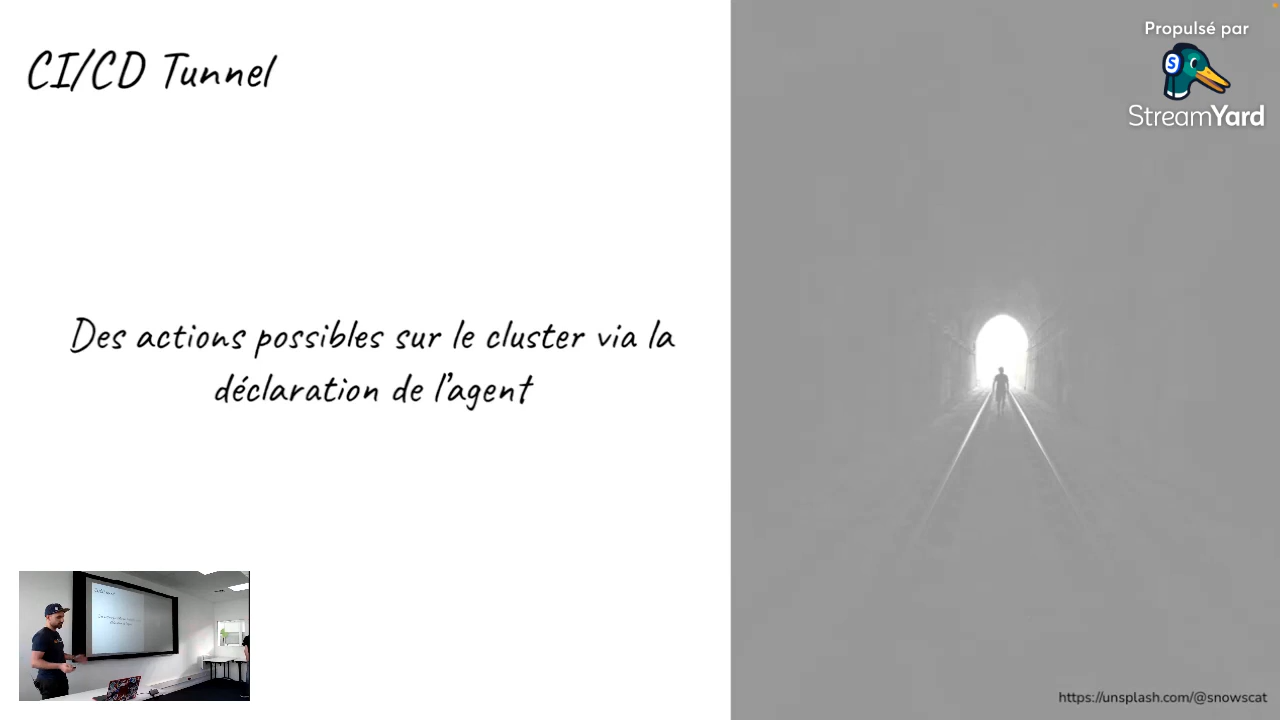 CI/CD Tunnel
Des actions possibles sur le cluster via la
déclaration de l'agent
Propulsé par
S
StreamYard
https://unsplash.com/@snowscat